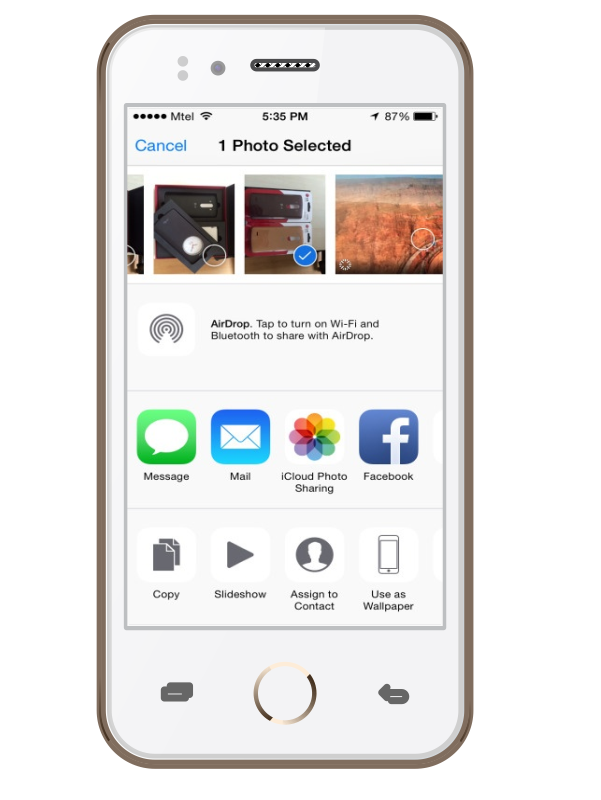 Mtel 5:35 PM 87%
Cancel 1 Photo Selected
AirDrop. Tap to turn on Wi-Fi and
Bluetooth to share with AirDrop.
Message Mail iCloud Photo Sharing Facebook
Copy Slideshow Assign to Contact Use as Wallpaper